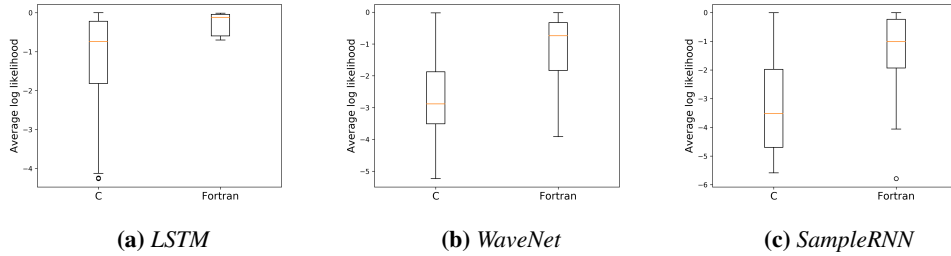 Average log likelihood
0
−1
−2
−3
−4
C
Fortran
(a) LSTM
Average log likelihood
0
−1
−2
−3
−4
−5
C
Fortran
(b) WaveNet
Average log likelihood
0
−1
−2
−3
−4
−5
−6
C
Fortran
(c) SampleRNN